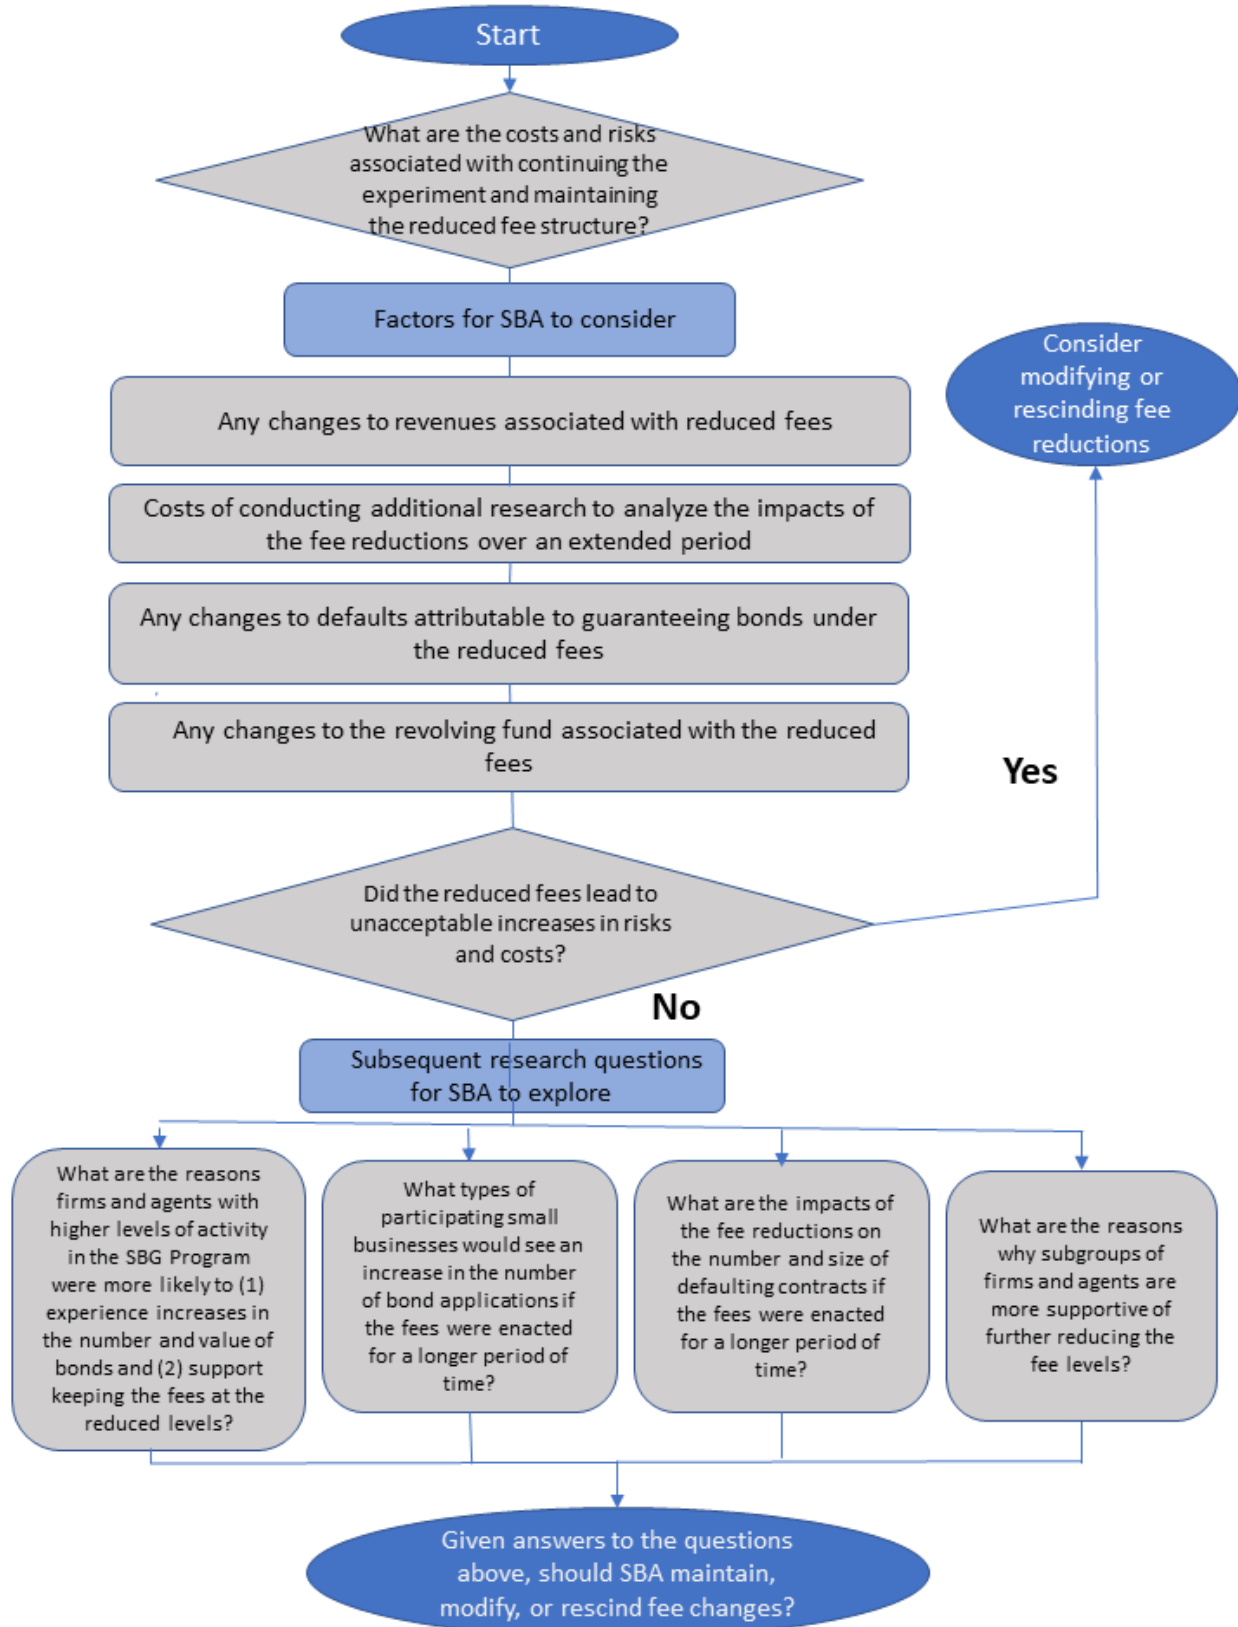 Start
What are the costs and risks
associated with continuing the
experiment and maintaining
the reduced fee structure?
Factors for SBA to consider
Consider
modifying or
rescinding fee
reductions
Any changes to revenues associated with reduced fees
Costs of conducting additional research to analyze the impacts of
the fee reductions over an extended period
Any changes to defaults attributable to guaranteeing bonds under
the reduced fees
Any changes to the revolving fund associated with the reduced
fees
Yes
Did the reduced fees lead to
unacceptable increases in risks
and costs?
No
Subsequent research questions
for SBA to explore
What are the reasons
firms and agents with
higher levels of activity
in the SBG Program
were more likely to (1)
experience increases in
the number and value of
bonds and (2) support
keeping the fees at the
reduced levels?
What types of
participating small
businesses would see an
increase in the number
of bond applications if
the fees were enacted
for a longer period of
time?
What are the impacts of
the fee reductions on
the number and size of
defaulting contracts if
the fees were enacted
for a longer period of
time?
What are the reasons
why subgroups of
firms and agents are
more supportive of
further reducing the
fee levels?
Given answers to the questions
above, should SBA maintain,
modify, or rescind fee changes?